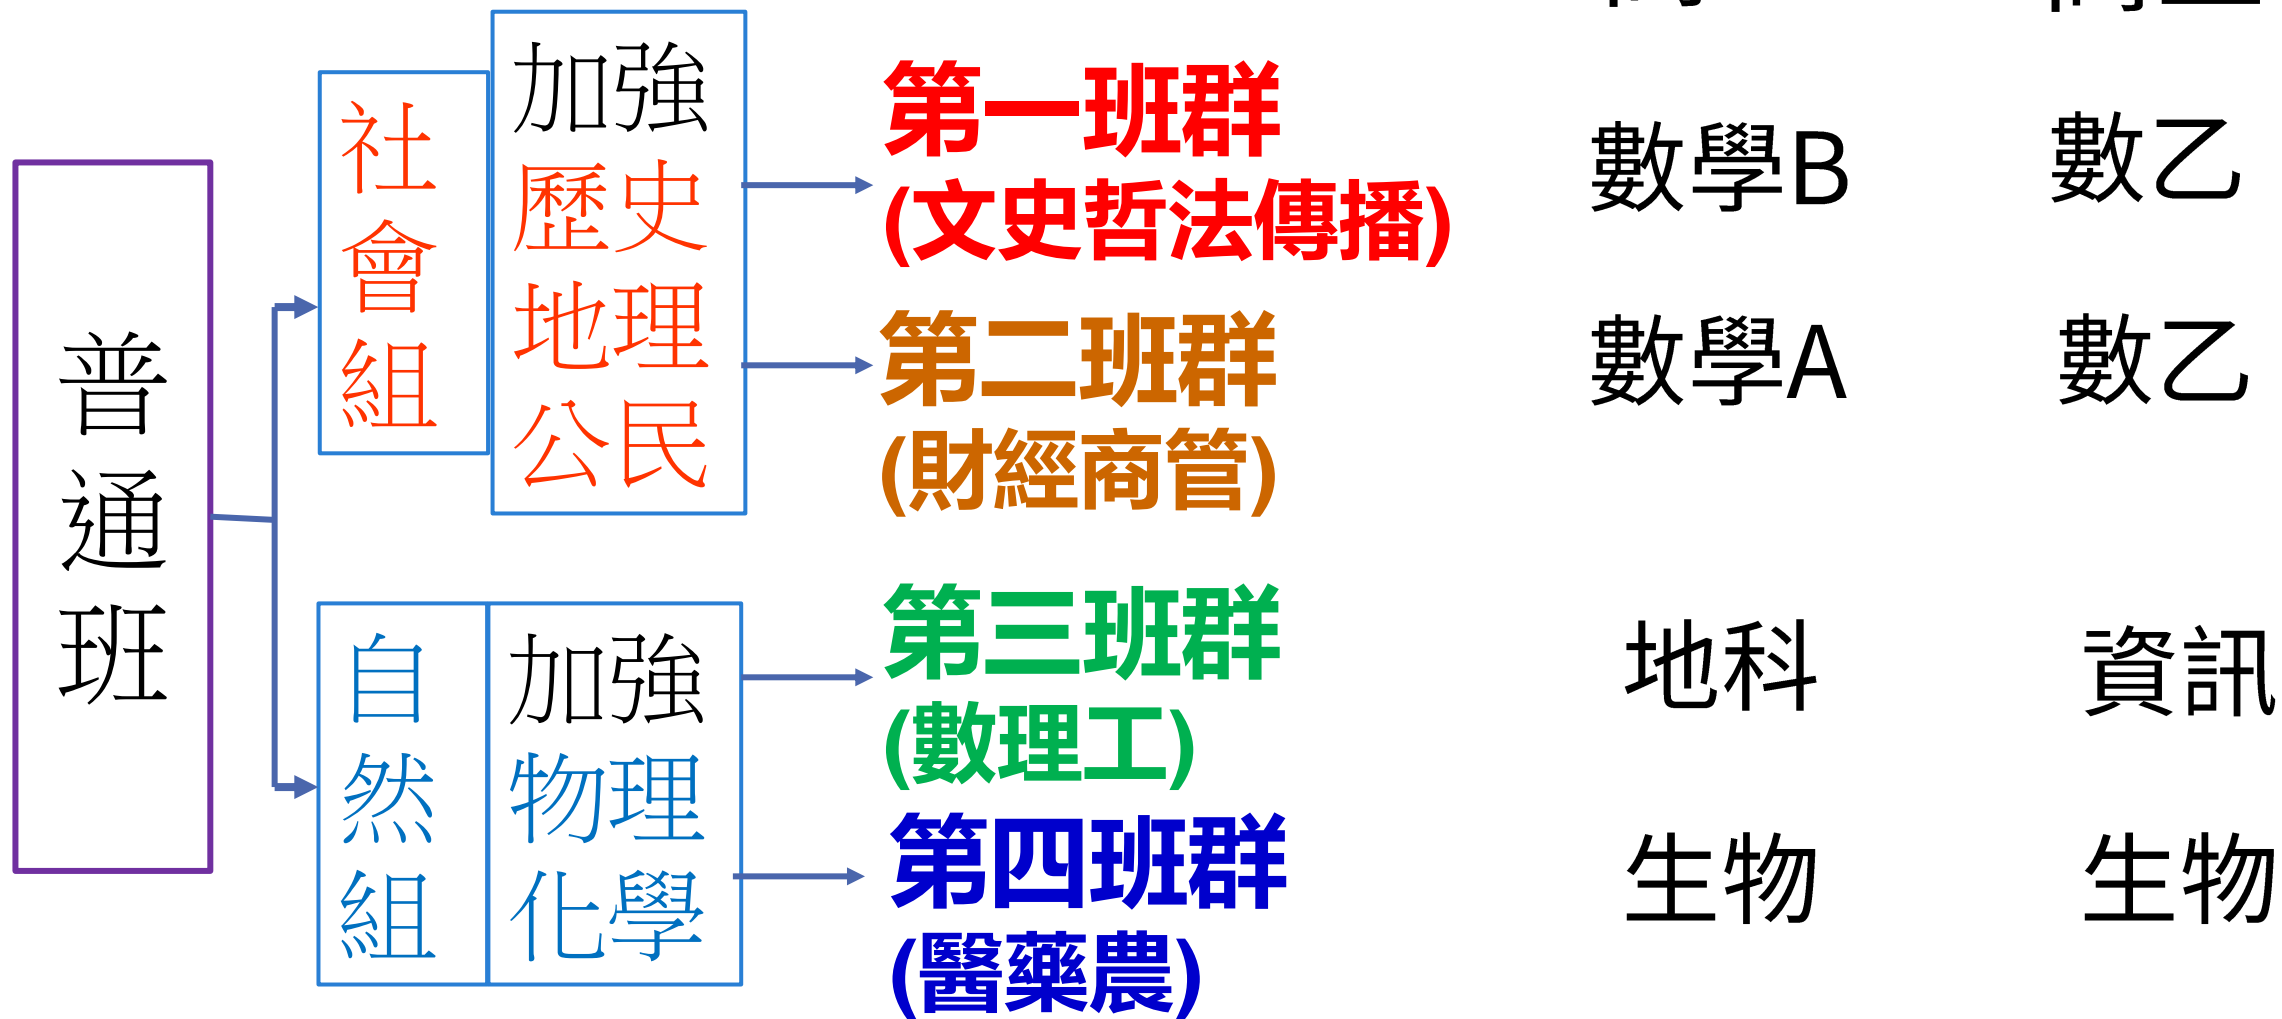 普通班
社會組
加強
歷史
地理
公民
第一班群
(文史哲法傳播)
數學B
數乙
第二班群
(財經商管)
數學A
數乙
自然組
加強
物理
化學
第三班群
(數理工)
地科
資訊
第四班群
(醫藥農)
生物
生物